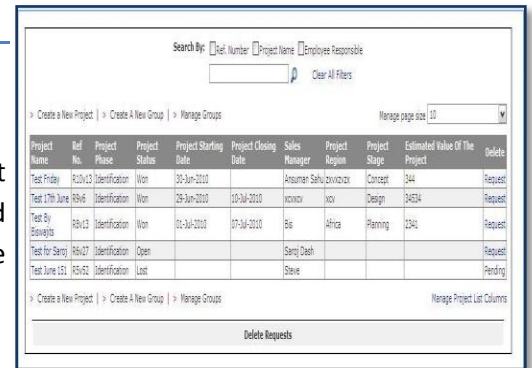 Search By: Ref. Number Project Name Employee Responsible
Clear All Filters
> Create a New Project | > Create A New Group | > Manage Groups Manage page size 10
Project Name Ref No. Project Phase Project Status Project Starting Date Project Closing Date Sales Manager Project Region Project Stage Estimated Value Of The Project Delete
Test Friday R10v13 Identification Won 30-Jun-2010 Ansuman Sahu Concept 344 Request
Test 17th June R9v6 Identification Won 29-Jun-2010 10-Jul-2010 xcvxcv xcv Design 34534 Request
Test By Biswajits R8v13 Identification Won 01-Jul-2010 07-Jul-2010 Bis Africa Planning 2341 Request
Test for Saroj R6v27 Identification Open Saroj Dash Request
Test June 151 R5v52 Identification Lost Steve Pending
> Create a New Project | > Create A New Group | > Manage Groups Manage Project List Columns
Delete Requests
t
d
e